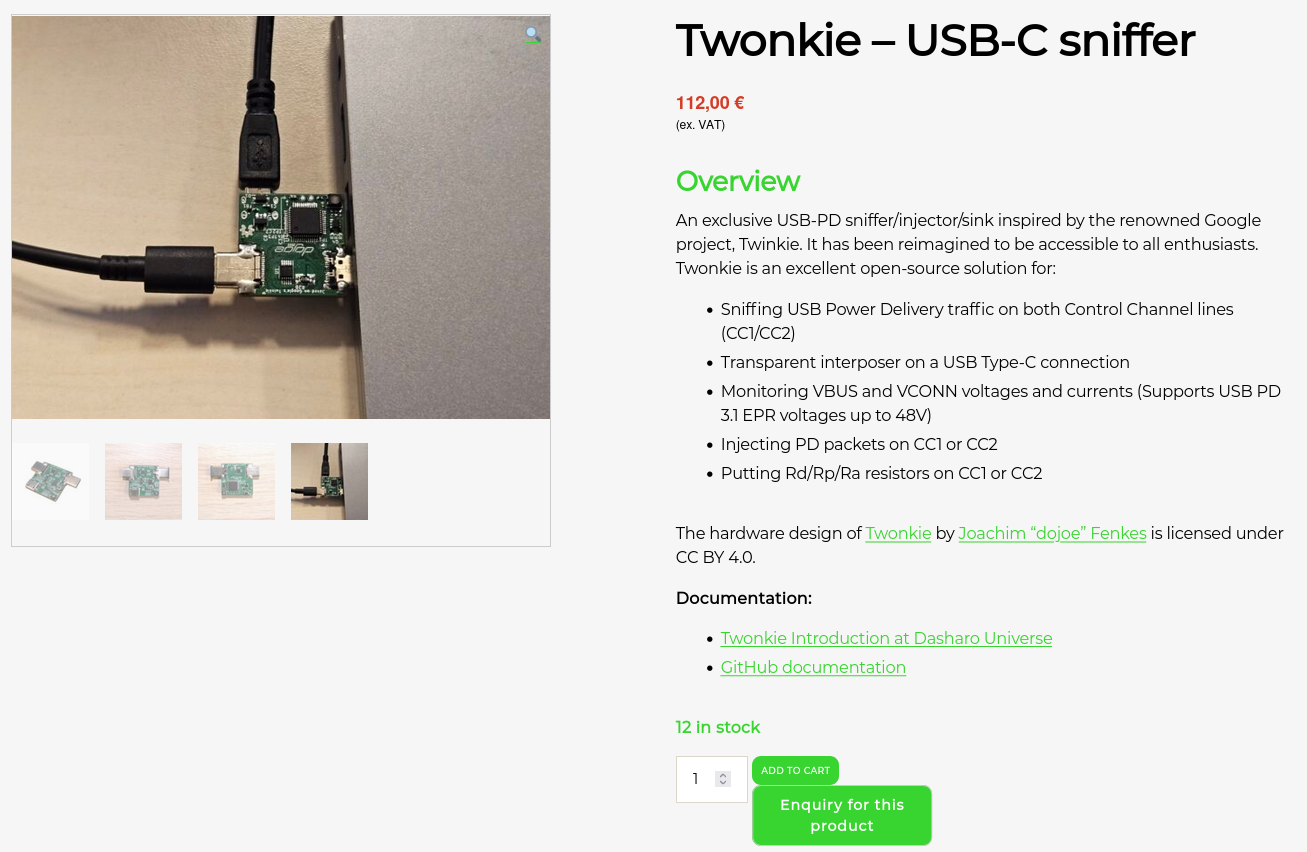 Twonkie – USB-C sniffer
112,00 €
(ex. VAT)
Overview
An exclusive USB-PD sniffer/injector/sink inspired by the renowned Google
project, Twinkie. It has been reimagined to be accessible to all enthusiasts.
Twonkie is an excellent open-source solution for:
• Sniffing USB Power Delivery traffic on both Control Channel lines
(CC1/CC2)
• Transparent interposer on a USB Type-C connection
• Monitoring VBUS and VCONN voltages and currents (Supports USB PD
3.1 EPR voltages up to 48V)
• Injecting PD packets on CC1 or CC2
• Putting Rd/Rp/Ra resistors on CC1 or CC2
The hardware design of Twonkie by Joachim “dojoe” Fenkes is licensed under
CC BY 4.0.
Documentation:
• Twonkie Introduction at Dasharo Universe
• GitHub documentation
12 in stock
1
ADD TO CART
Enquiry for this
product